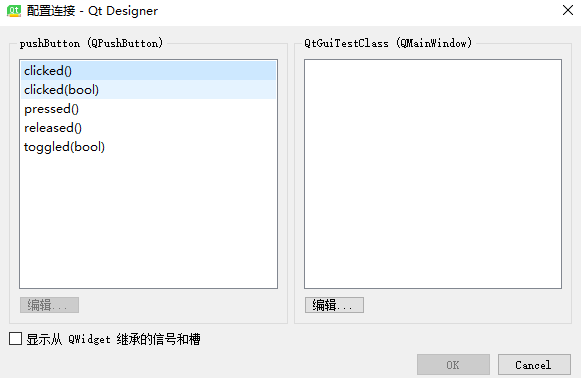 配置连接 - Qt Designer
pushButton (QPushButton)
clicked()
clicked(bool)
pressed()
released()
toggled(bool)
编辑...
QtGuiTestClass (QMainWindow)
编辑...
显示从 QWidget 继承的信号和槽
OK
Cancel